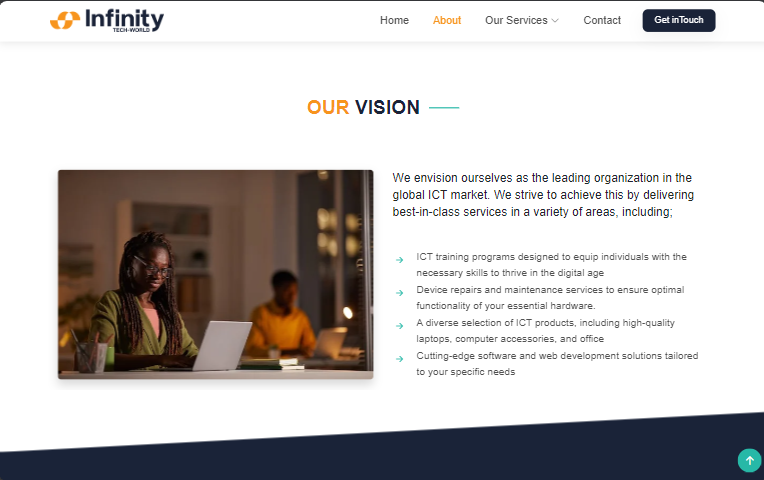 Infinity
TECH-WORLD
Home About Our Services Contact Get inTouch
OUR VISION
We envision ourselves as the leading organization in the
global ICT market. We strive to achieve this by delivering
best-in-class services in a variety of areas, including;
ICT training programs designed to equip individuals with the
necessary skills to thrive in the digital age
Device repairs and maintenance services to ensure optimal
functionality of your essential hardware.
A diverse selection of ICT products, including high-quality
laptops, computer accessories, and office
Cutting-edge software and web development solutions tailored
to your specific needs